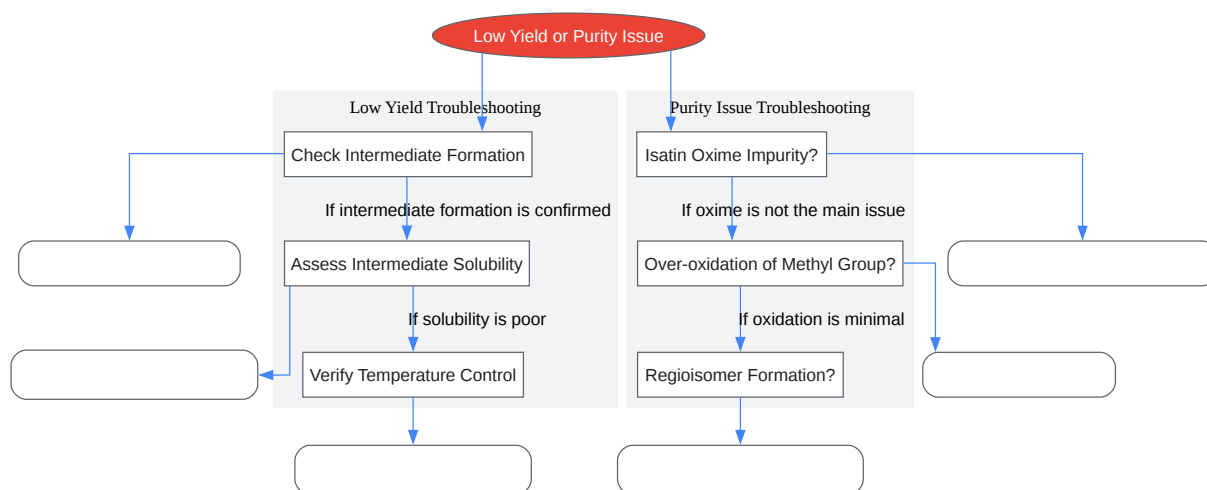 Low Yield or Purity Issue
Low Yield Troubleshooting
Purity Issue Troubleshooting
Check Intermediate Formation
Isatin Oxime Impurity?
If intermediate formation is confirmed
If oxime is not the main issue
Assess Intermediate Solubility
Over-oxidation of Methyl Group?
If solubility is poor
If oxidation is minimal
Verify Temperature Control
Regioisomer Formation?